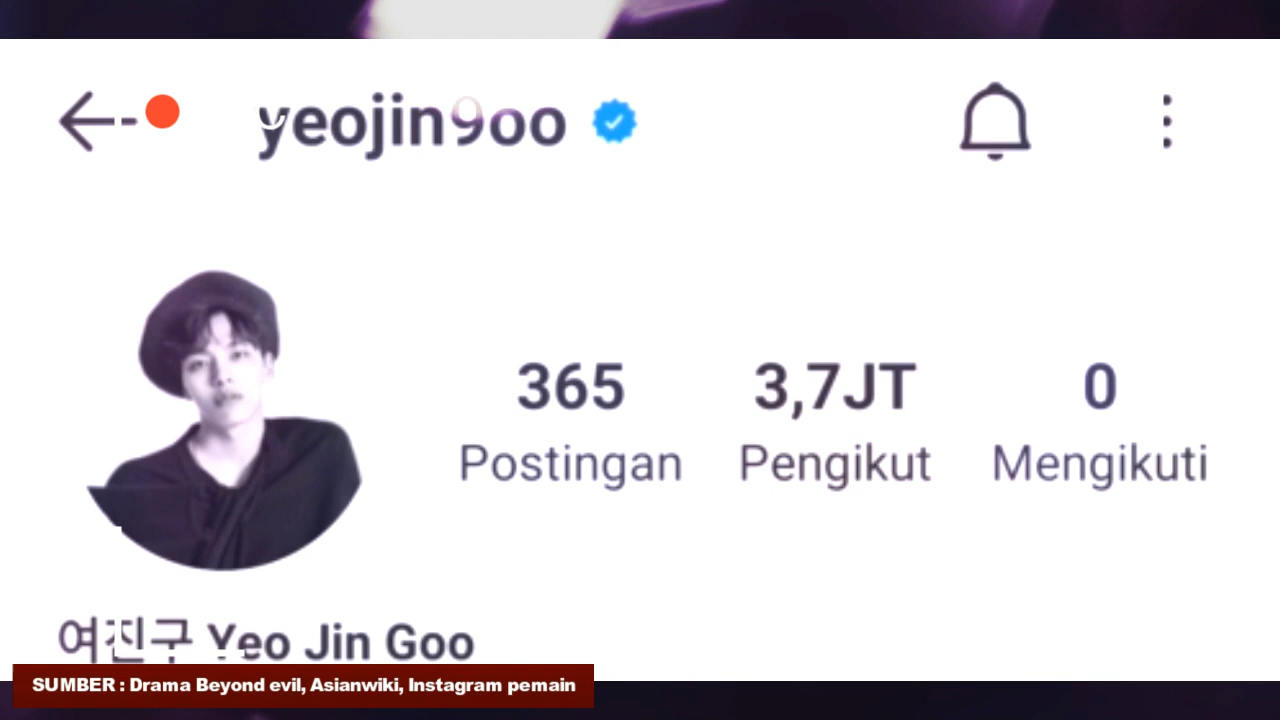 yeojin9oo
365 3,7JT 0
Postingan Pengikut Mengikuti
여진구 Yeo Jin Goo
SUMBER : Drama Beyond evil, Asianwiki, Instagram pemain